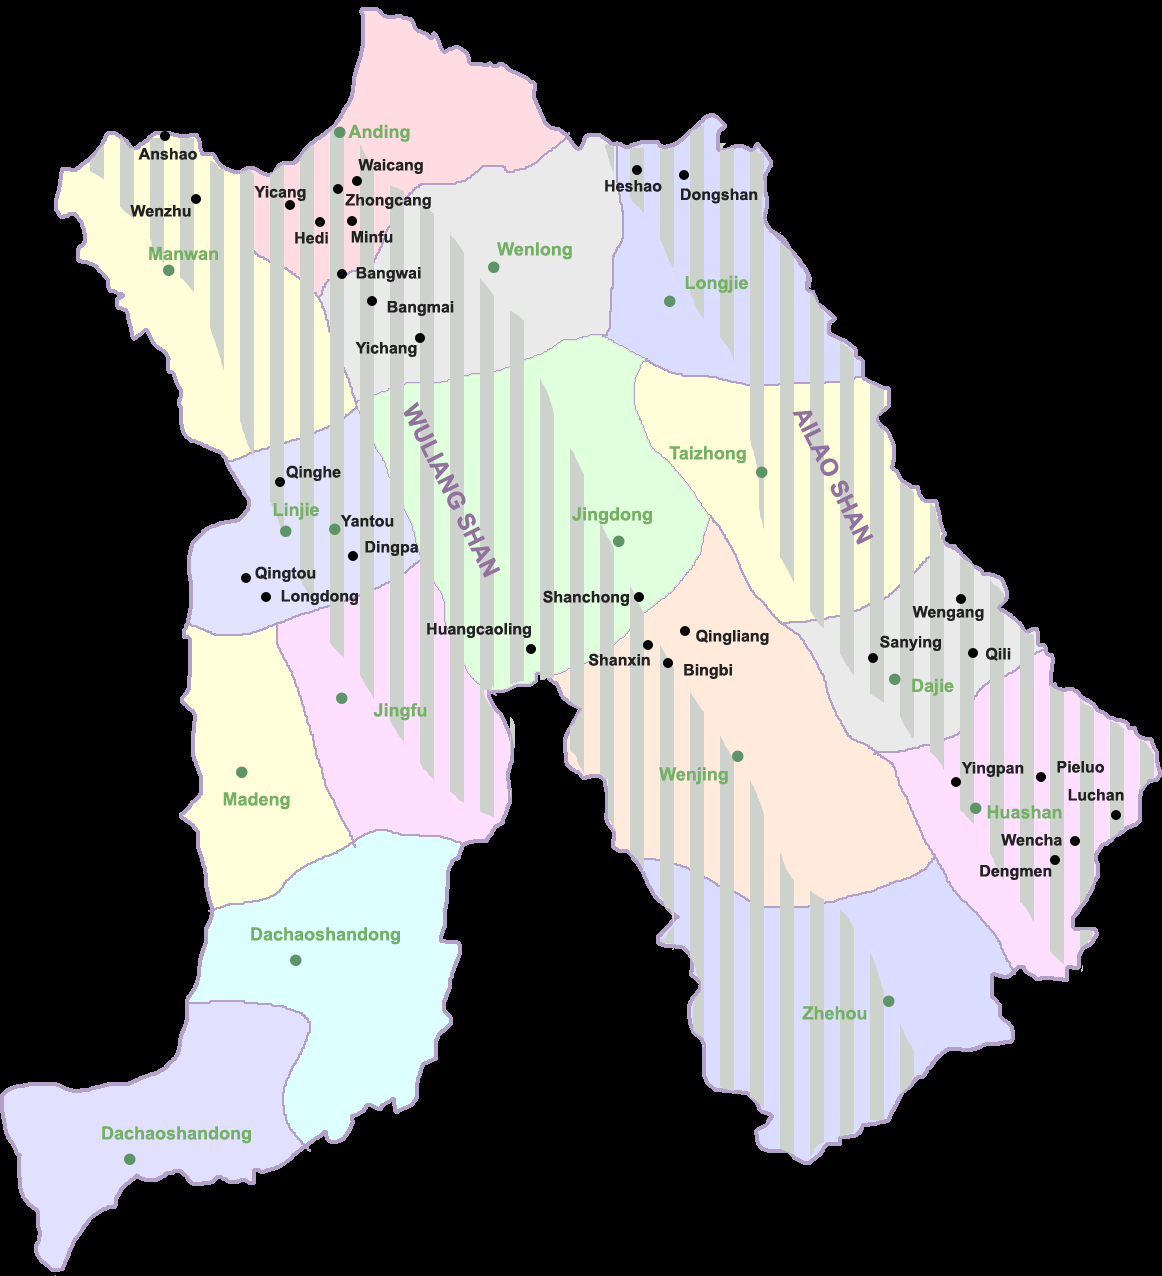 Anding
Anshao
Waicang
Heshao
Dongshan
Yicang
Zhongcang
Wenzhu
Hedi
Minfu
Manwan
Wenlong
Bangwai
Longjie
Bangmai
Yichang
WULIANG SHAN
AILAO SHAN
Taizhong
Qinghe
Linjie
Yantou
Jingdong
Dingpa
Qingtou
Longdong
Shanchong
Wengang
Huangcaoling
Qingliang
Sanying
Qili
Shanxin
Bingbi
Dajie
Jingfu
Wenjing
Yingpan
Pieluo
Madeng
Luchan
Huashan
Wencha
Dengmen
Dachaoshandong
Zhehou
Dachaoshandong